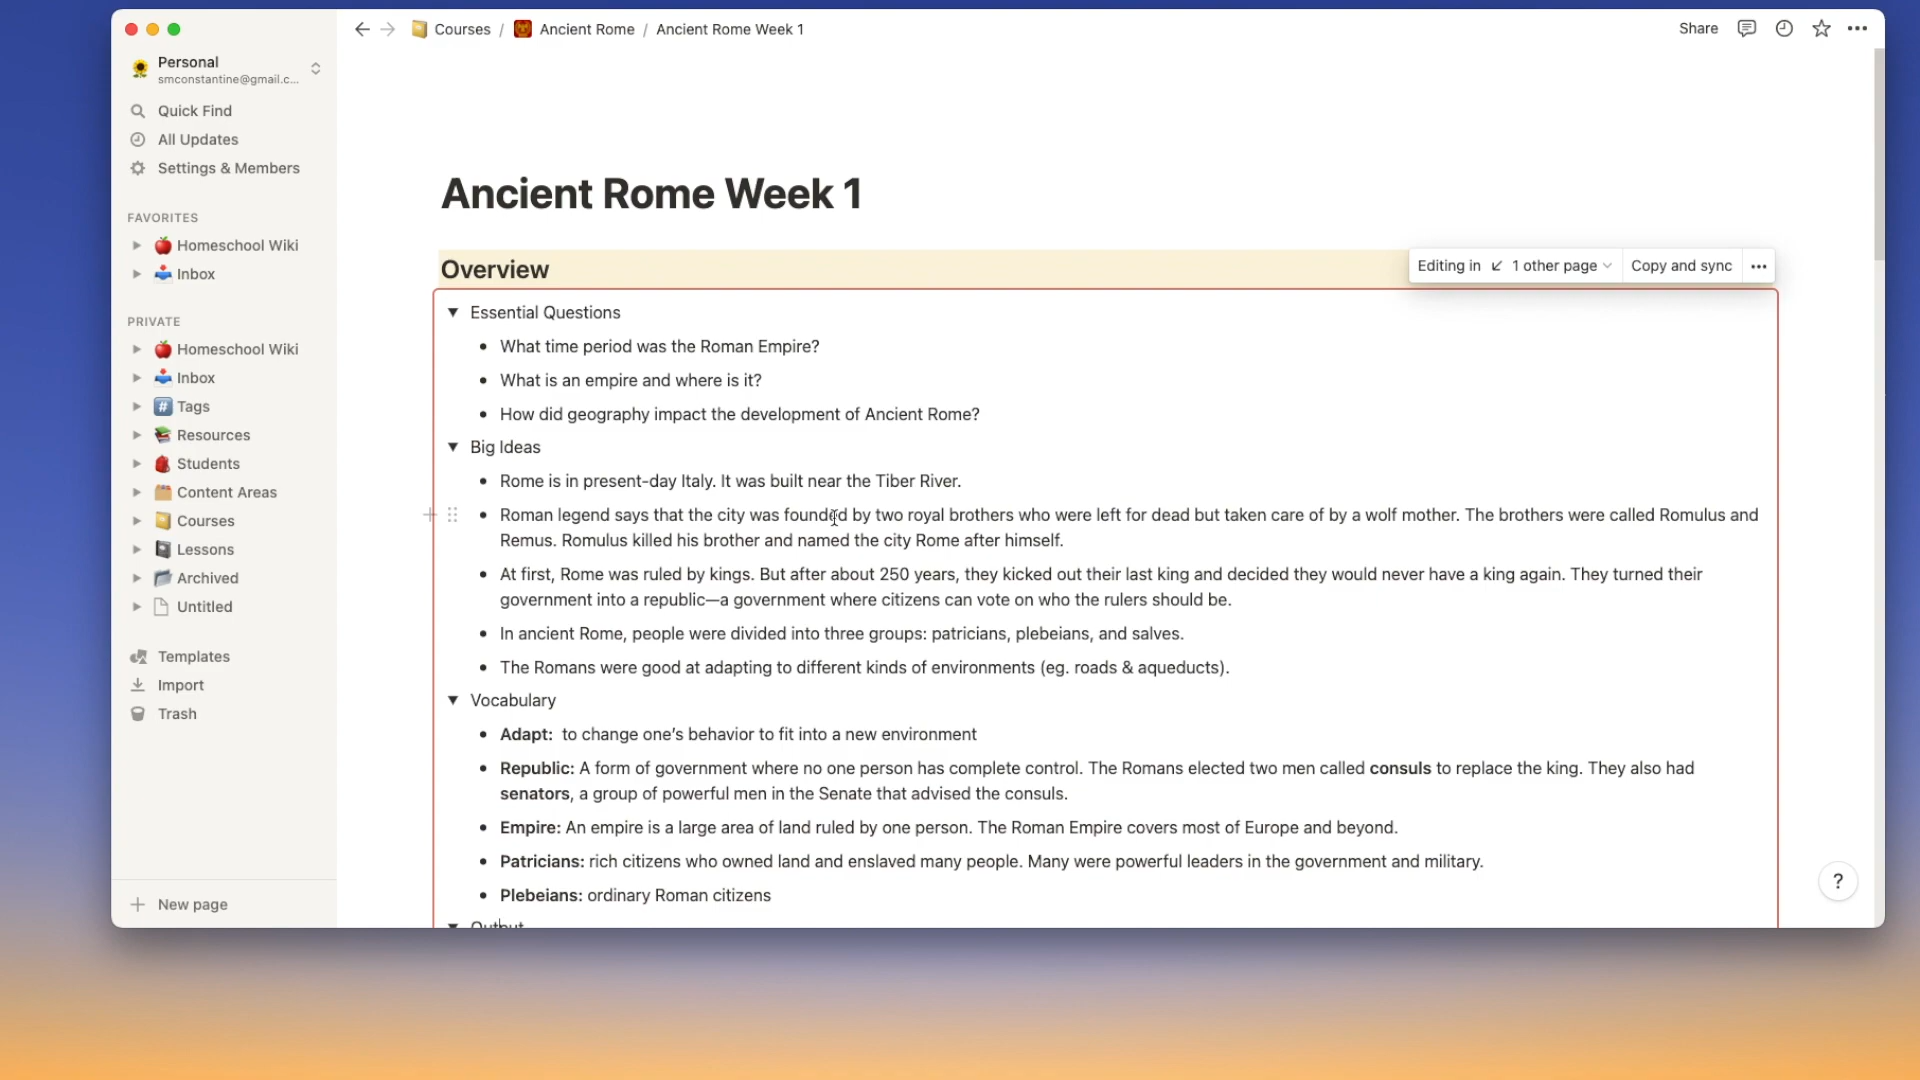 Courses / Ancient Rome / Ancient Rome Week 1
Share
Personal
smconstantine@gmail.c...
Quick Find
All Updates
Settings & Members
FAVORITES
Homeschool Wiki
Inbox
PRIVATE
Homeschool Wiki
Inbox
# Tags
Resources
Students
Content Areas
Courses
Lessons
Archived
Untitled
Templates
Import
Trash
New page
Ancient Rome Week 1
Overview
Editing in 1 other page Copy and sync
Essential Questions
• What time period was the Roman Empire?
• What is an empire and where is it?
• How did geography impact the development of Ancient Rome?
Big Ideas
• Rome is in present-day Italy. It was built near the Tiber River.
• Roman legend says that the city was founded by two royal brothers who were left for dead but taken care of by a wolf mother. The brothers were called Romulus and
Remus. Romulus killed his brother and named the city Rome after himself.
• At first, Rome was ruled by kings. But after about 250 years, they kicked out their last king and decided they would never have a king again. They turned their
government into a republic—a government where citizens can vote on who the rulers should be.
• In ancient Rome, people were divided into three groups: patricians, plebeians, and salves.
• The Romans were good at adapting to different kinds of environments (eg. roads & aqueducts).
Vocabulary
• Adapt: to change one's behavior to fit into a new environment
• Republic: A form of government where no one person has complete control. The Romans elected two men called consuls to replace the king. They also had
senators, a group of powerful men in the Senate that advised the consuls.
• Empire: An empire is a large area of land ruled by one person. The Roman Empire covers most of Europe and beyond.
• Patricians: rich citizens who owned land and enslaved many people. Many were powerful leaders in the government and military.
• Plebeians: ordinary Roman citizens
Output
?